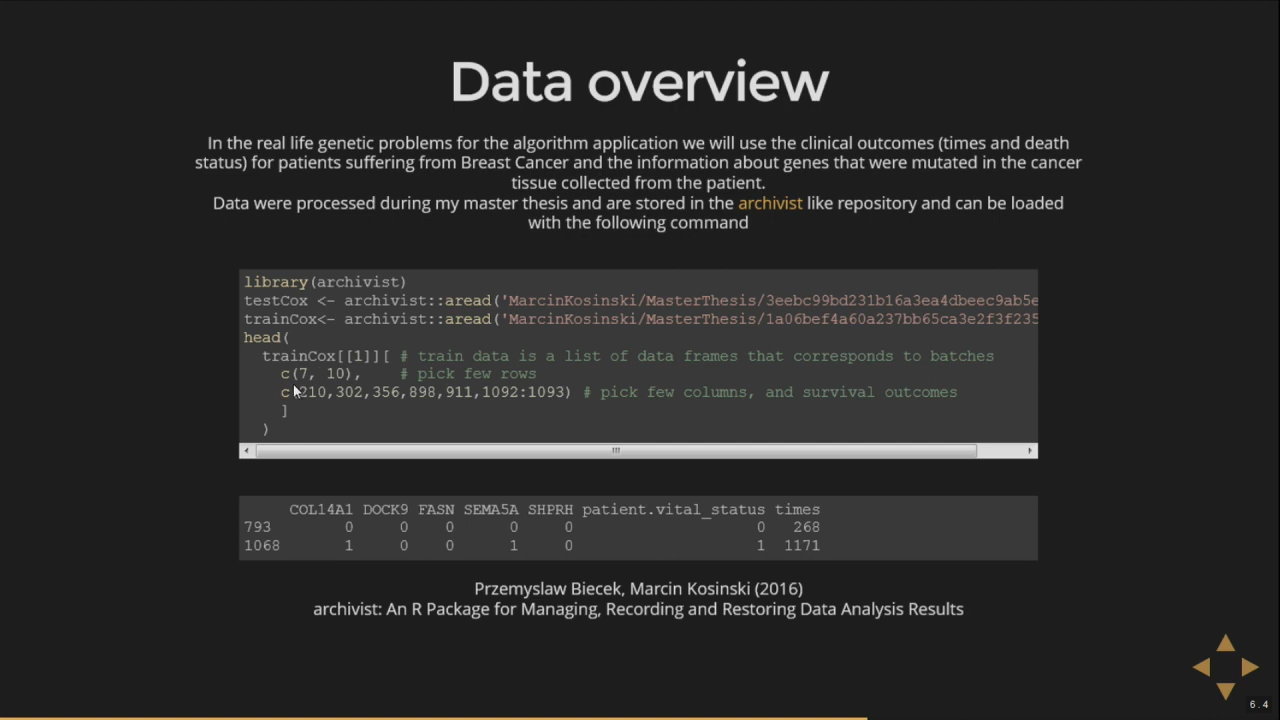 Data overview
In the real life genetic problems for the algorithm application we will use the clinical outcomes (times and death
status) for patients suffering from Breast Cancer and the information about genes that were mutated in the cancer
tissue collected from the patient.
Data were processed during my master thesis and are stored in the archivist like repository and can be loaded
with the following command
library(archivist)
testCox <- archivist::aread('MarcinKosinski/MasterThesis/3eebc99bd231b16a3ea4dbeec9ab5e
trainCox<- archivist::aread('MarcinKosinski/MasterThesis/1a06bef4a60a237bb65ca3e2f3f235
head(
trainCox[[1]][ # train data is a list of data frames that corresponds to batches
c(7, 10), # pick few rows
c 210,302,356,898,911,1092:1093) # pick few columns, and survival outcomes
]
)
COL14A1 DOCK9 FASN SEMA5A SHPRH patient.vital_status times
793 0 0 0 0 0 0 268
1068 1 0 0 1 0 1 1171
Przemyslaw Biecek, Marcin Kosinski (2016)
archivist: An R Package for Managing, Recording and Restoring Data Analysis Results
6.4